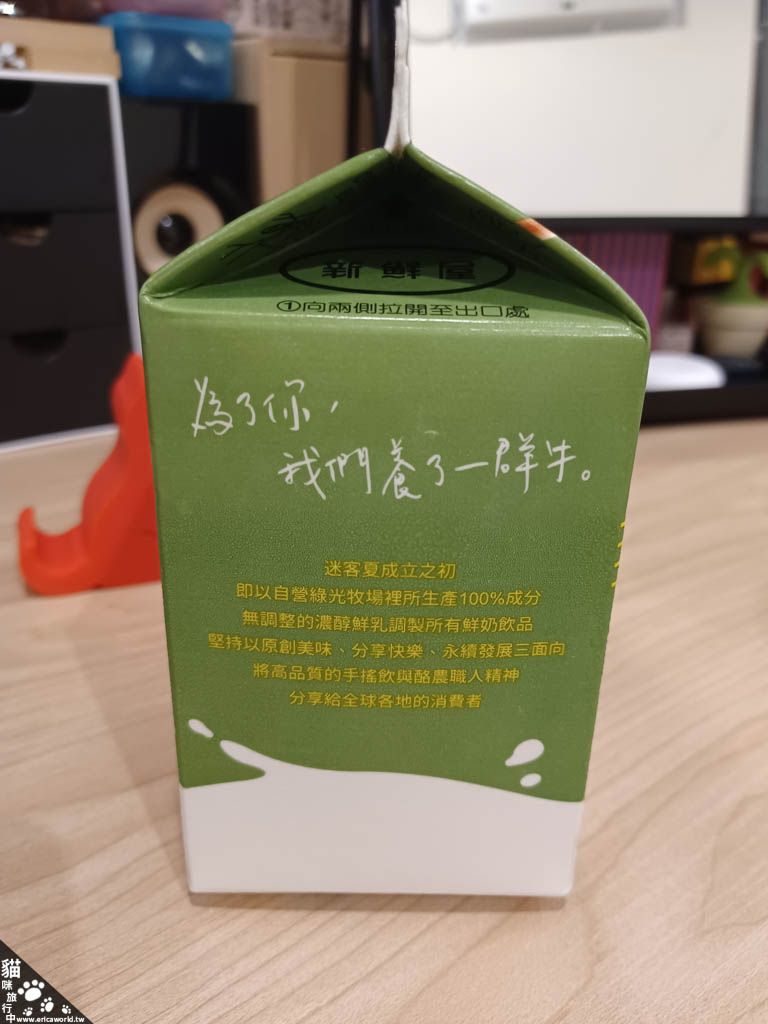 新鮮屋
①向兩側拉開至出口處
為了你,
我們養了一群牛。
迷客夏成立之初
即以自營綠光牧場裡所生產100%成分
無調整的濃醇鮮乳調製所有鮮奶飲品
堅持以原創美味、分享快樂、永續發展三面向
將高品質的手搖飲與酪農職人精神
分享給全球各地的消費者
貓咪旅行中
www.ericaworld.tw